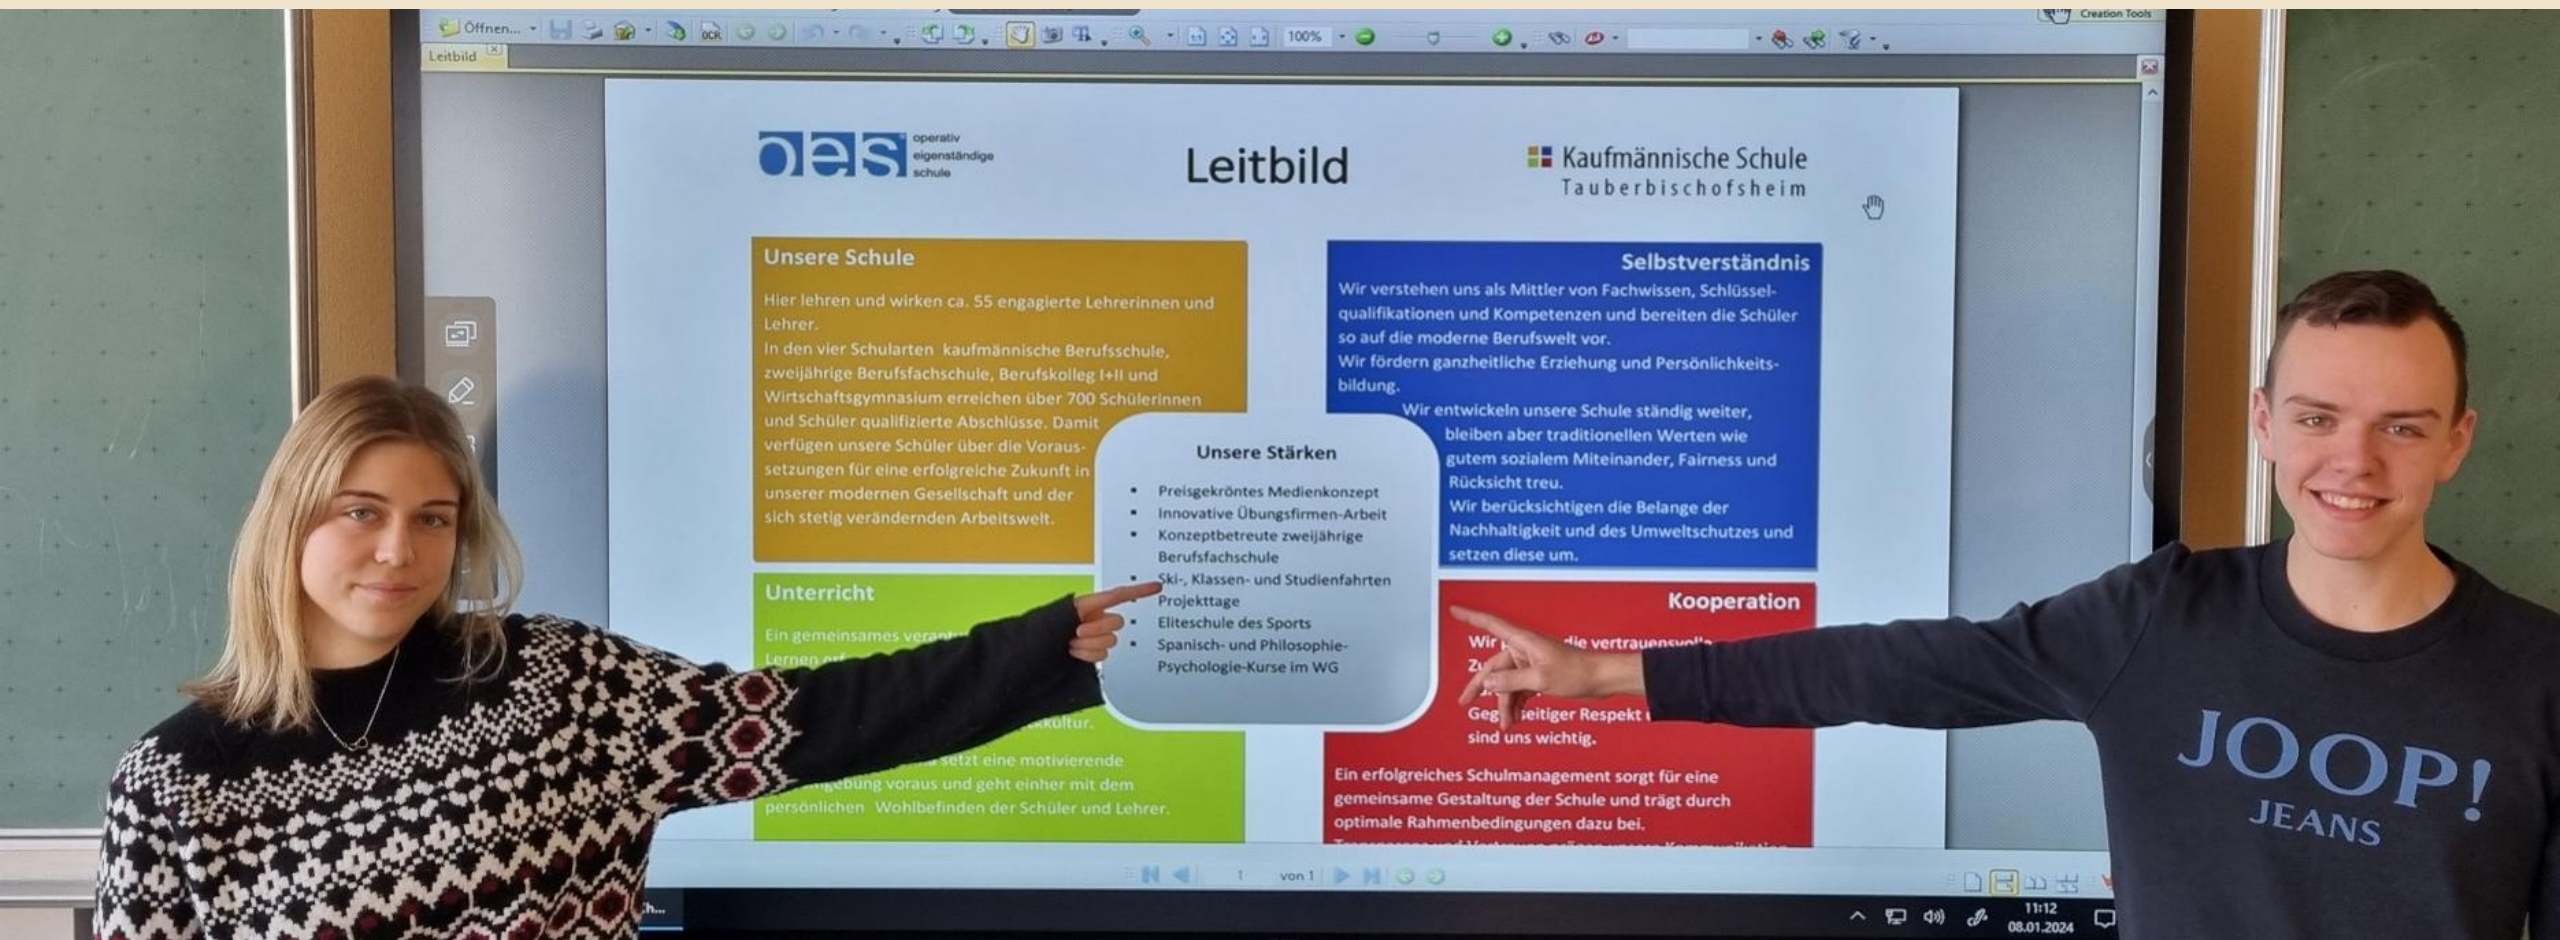 Creation Tools
Öffnen...
OCR
100%
Leitbild
oes
operativ
eigenständige
schule
Leitbild
Kaufmännische Schule
Tauberbischofsheim
Unsere Schule
Hier lehren und wirken ca. 55 engagierte Lehrerinnen und
Lehrer.
In den vier Schularten kaufmännische Berufsschule,
zweijährige Berufsfachschule, Berufskolleg I+II und
Wirtschaftsgymnasium erreichen über 700 Schülerinnen
und Schüler qualifizierte Abschlüsse. Damit
verfügen unsere Schüler über die Voraus-
setzungen für eine erfolgreiche Zukunft in
unserer modernen Gesellschaft und der
sich stetig verändernden Arbeitswelt.
Selbstverständnis
Wir verstehen uns als Mittler von Fachwissen, Schlüssel-
qualifikationen und Kompetenzen und bereiten die Schüler
so auf die moderne Berufswelt vor.
Wir fördern ganzheitliche Erziehung und Persönlichkeits-
bildung.
Wir entwickeln unsere Schule ständig weiter,
bleiben aber traditionellen Werten wie
gutem sozialem Miteinander, Fairness und
Rücksicht treu.
Wir berücksichtigen die Belange der
Nachhaltigkeit und des Umweltschutzes und
setzen diese um.
Unsere Stärken
▪ Preisgekröntes Medienkonzept
▪ Innovative Übungsfirmen-Arbeit
▪ Konzeptbetreute zweijährige
Berufsfachschule
▪ Ski-, Klassen- und Studienfahrten
▪ Projekttage
▪ Eliteschule des Sports
▪ Spanisch- und Philosophie-
Psychologie-Kurse im WG
Unterricht
Ein gemeinsames
Lernen
setzt eine motivierende
voraus und geht einher mit dem
persönlichen Wohlbefinden der Schüler und Lehrer.
Kooperation
Wir die
Respekt
sind uns wichtig.
Ein erfolgreiches Schulmanagement sorgt für eine
gemeinsame Gestaltung der Schule und trägt durch
optimale Rahmenbedingungen dazu bei.
1 von 1
11:12
08.01.2024
JOOP!
JEANS